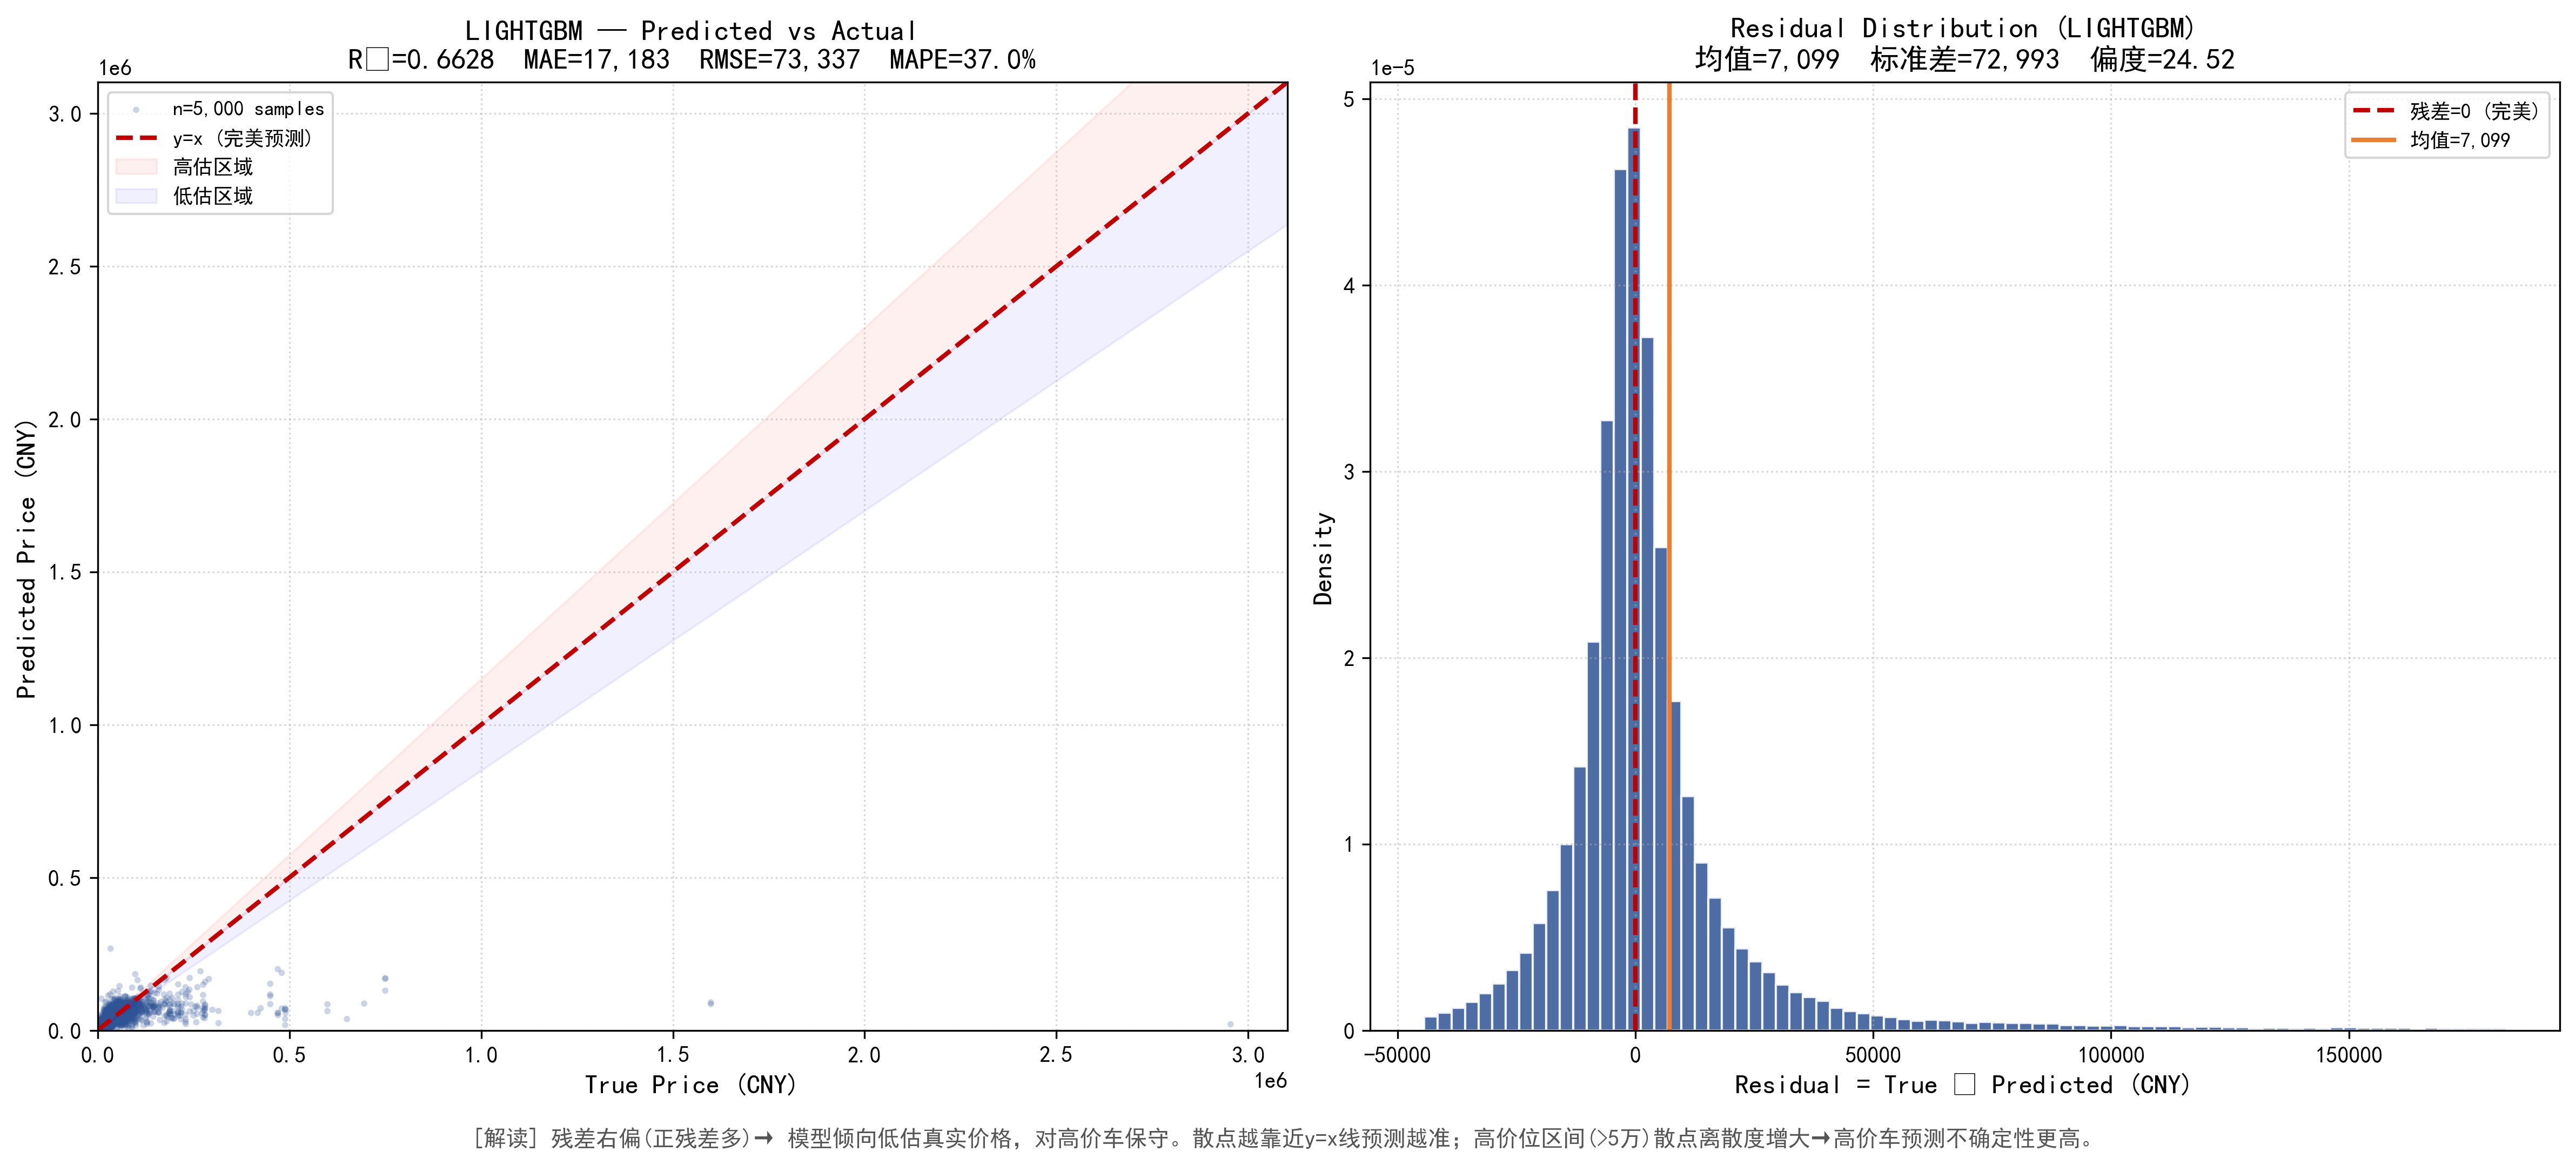 LIGHTGBM — Predicted vs Actual
R□=0.6628 MAE=17,183 RMSE=73,337 MAPE=37.0%
1e6
n=5,000 samples
y=x (完美预测)
高估区域
低估区域
3.0
2.5
2.0
1.5
1.0
0.5
0.0
Predicted Price (CNY)
0.0 0.5 1.0 1.5 2.0 2.5 3.0
1e6
True Price (CNY)
Residual Distribution (LIGHTGBM)
均值=7,099 标准差=72,993 偏度=24.52
1e-5
残差=0 (完美)
均值=7,099
5
4
3
2
1
0
Density
-50000 0 50000 100000 150000
Residual = True □ Predicted (CNY)
[解读] 残差右偏(正残差多)→ 模型倾向低估真实价格, 对高价车保守。散点越靠近y=x线预测越准; 高价位区间(>5万)散点离散度增大→高价车预测不确定性更高。